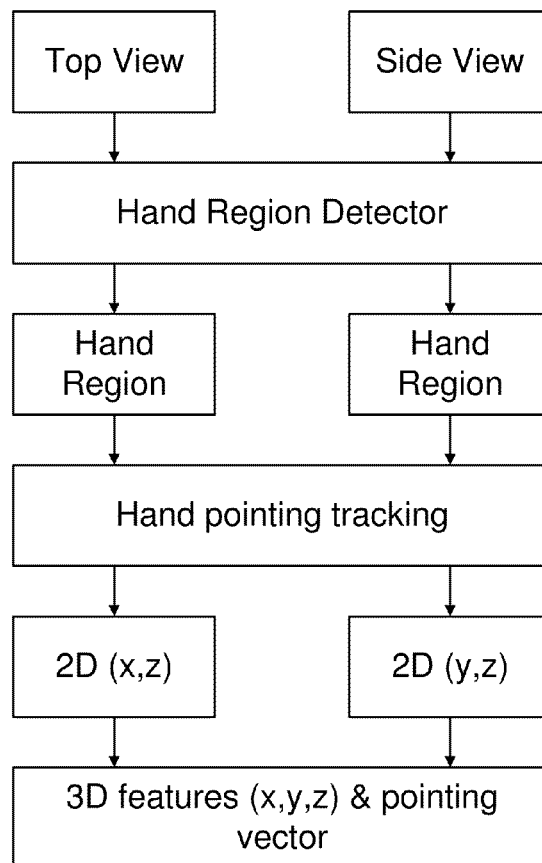 Top View
Side View
Hand Region Detector
Hand
Region
Hand
Region
Hand pointing tracking
2D (x,z)
2D (y,z)
3D features (x,y,z) & pointing
vector